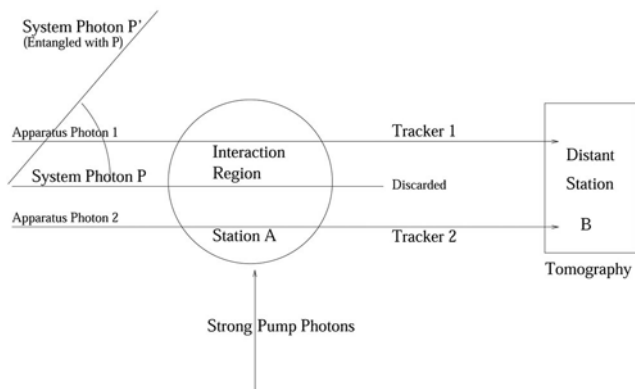 System Photon P'
(Entangled with P)
Apparatus Photon 1
Tracker 1
Interaction
Region
Distant
System Photon P
Discarded
Station
Apparatus Photon 2
Station A
Tracker 2
B
Tomography
Strong Pump Photons